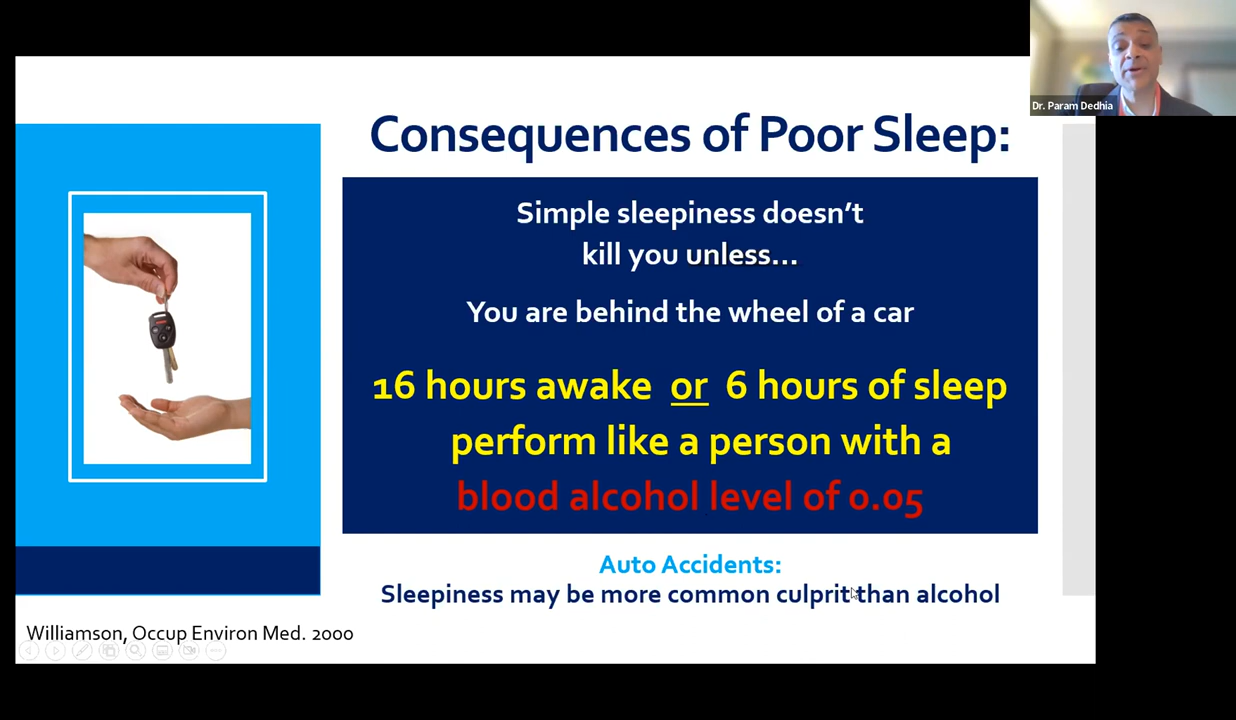 Dr. Param Dedhia
Consequences of Poor Sleep:
Simple sleepiness doesn’t
kill you unless...
You are behind the wheel of a car
16 hours awake or 6 hours of sleep
perform like a person with a
blood alcohol level of 0.05
Auto Accidents:
Sleepiness may be more common culprit than alcohol
Williamson, Occup Environ Med. 2000